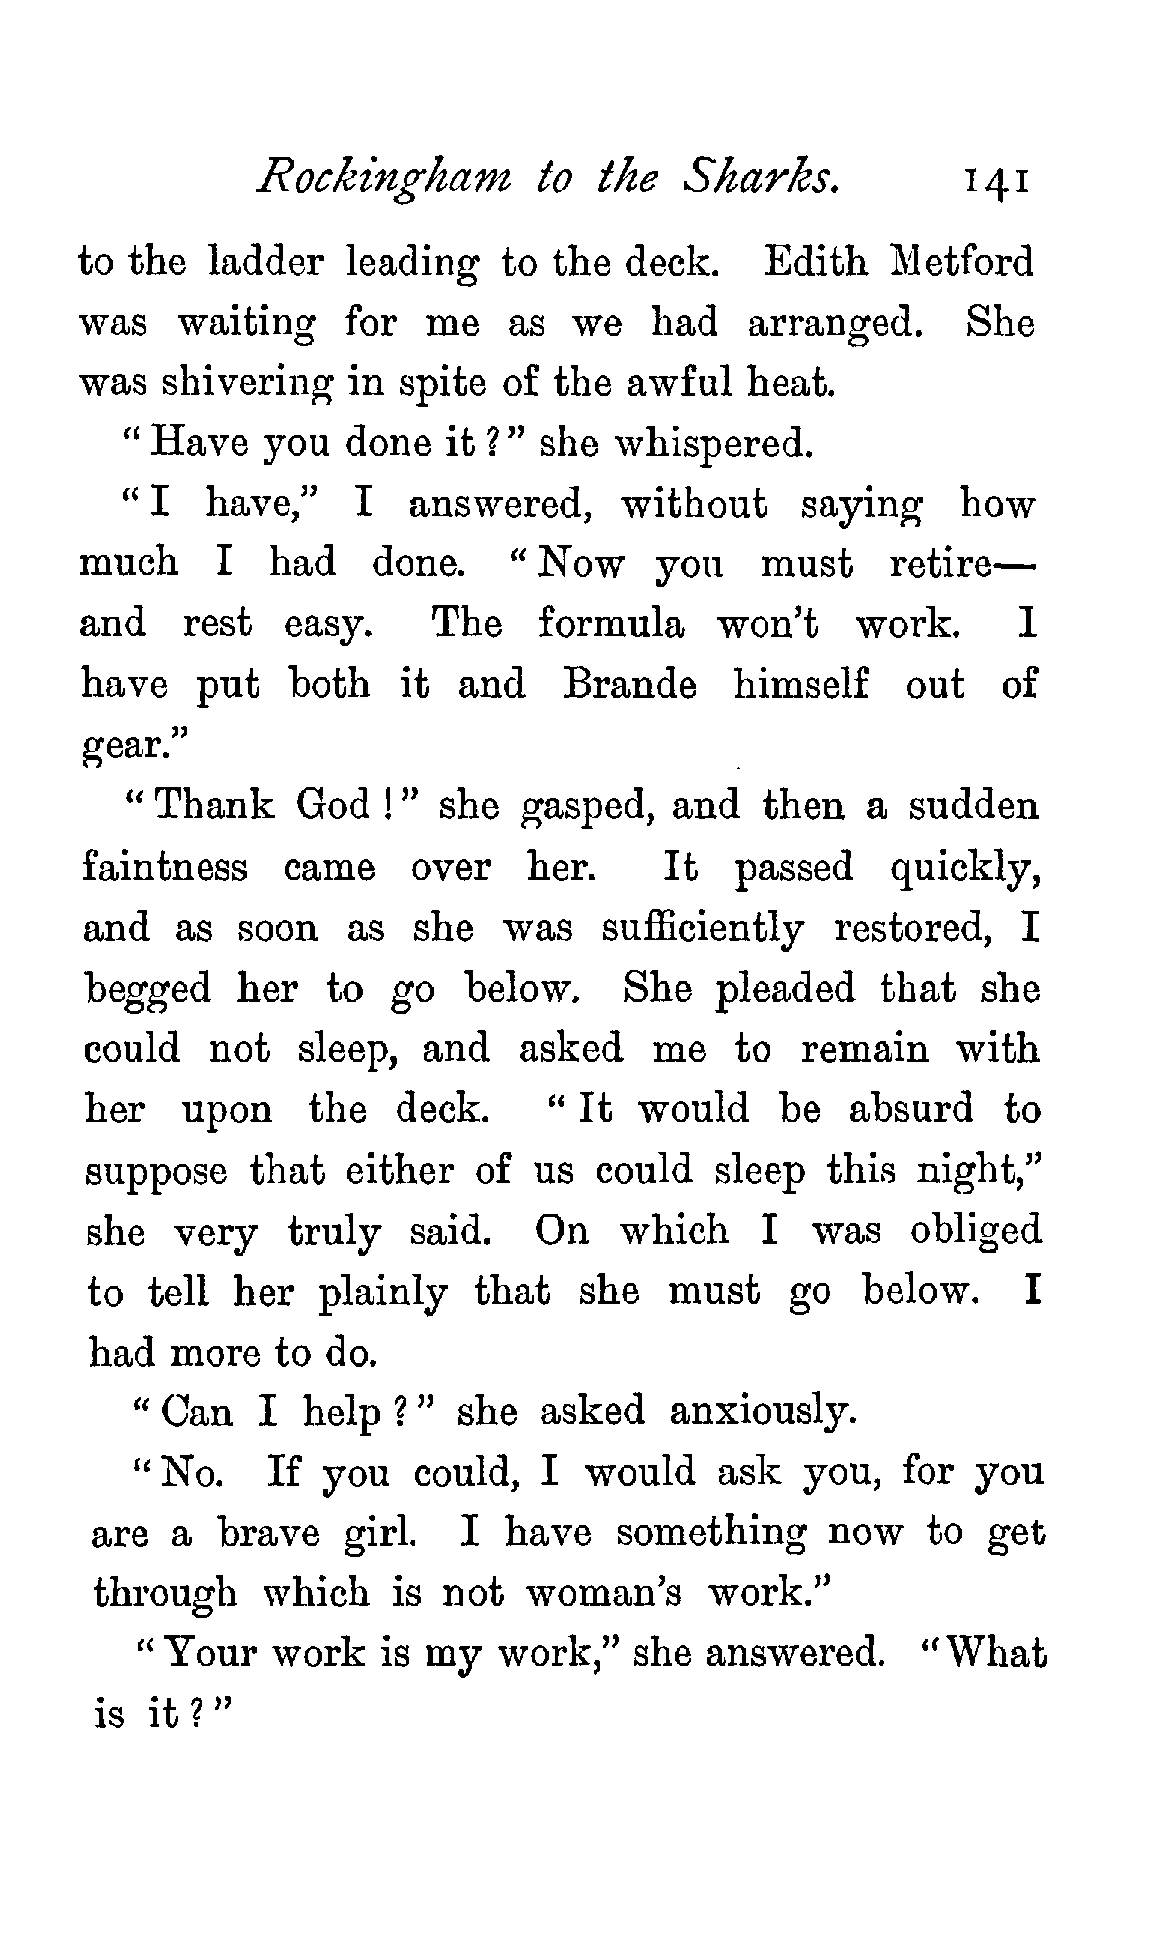 Rockingham to the Sharks. 141
to the ladder leading to the deck. Edith Metford
was waiting for me as we had arranged. She
was shivering in spite of the awful heat.
“Have you done it?” she whispered.
“I have,” I answered, without saying how
much I had done. “Now you must retire—
and rest easy. The formula won’t work. I
have put both it and Brande himself out of
gear.”
“Thank God!” she gasped, and then a sudden
faintness came over her. It passed quickly,
and as soon as she was sufficiently restored, I
begged her to go below. She pleaded that she
could not sleep, and asked me to remain with
her upon the deck. “It would be absurd to
suppose that either of us could sleep this night,”
she very truly said. On which I was obliged
to tell her plainly that she must go below. I
had more to do.
“Can I help?” she asked anxiously.
“No. If you could, I would ask you, for you
are a brave girl. I have something now to get
through which is not woman’s work.”
“Your work is my work,” she answered. “What
is it?”